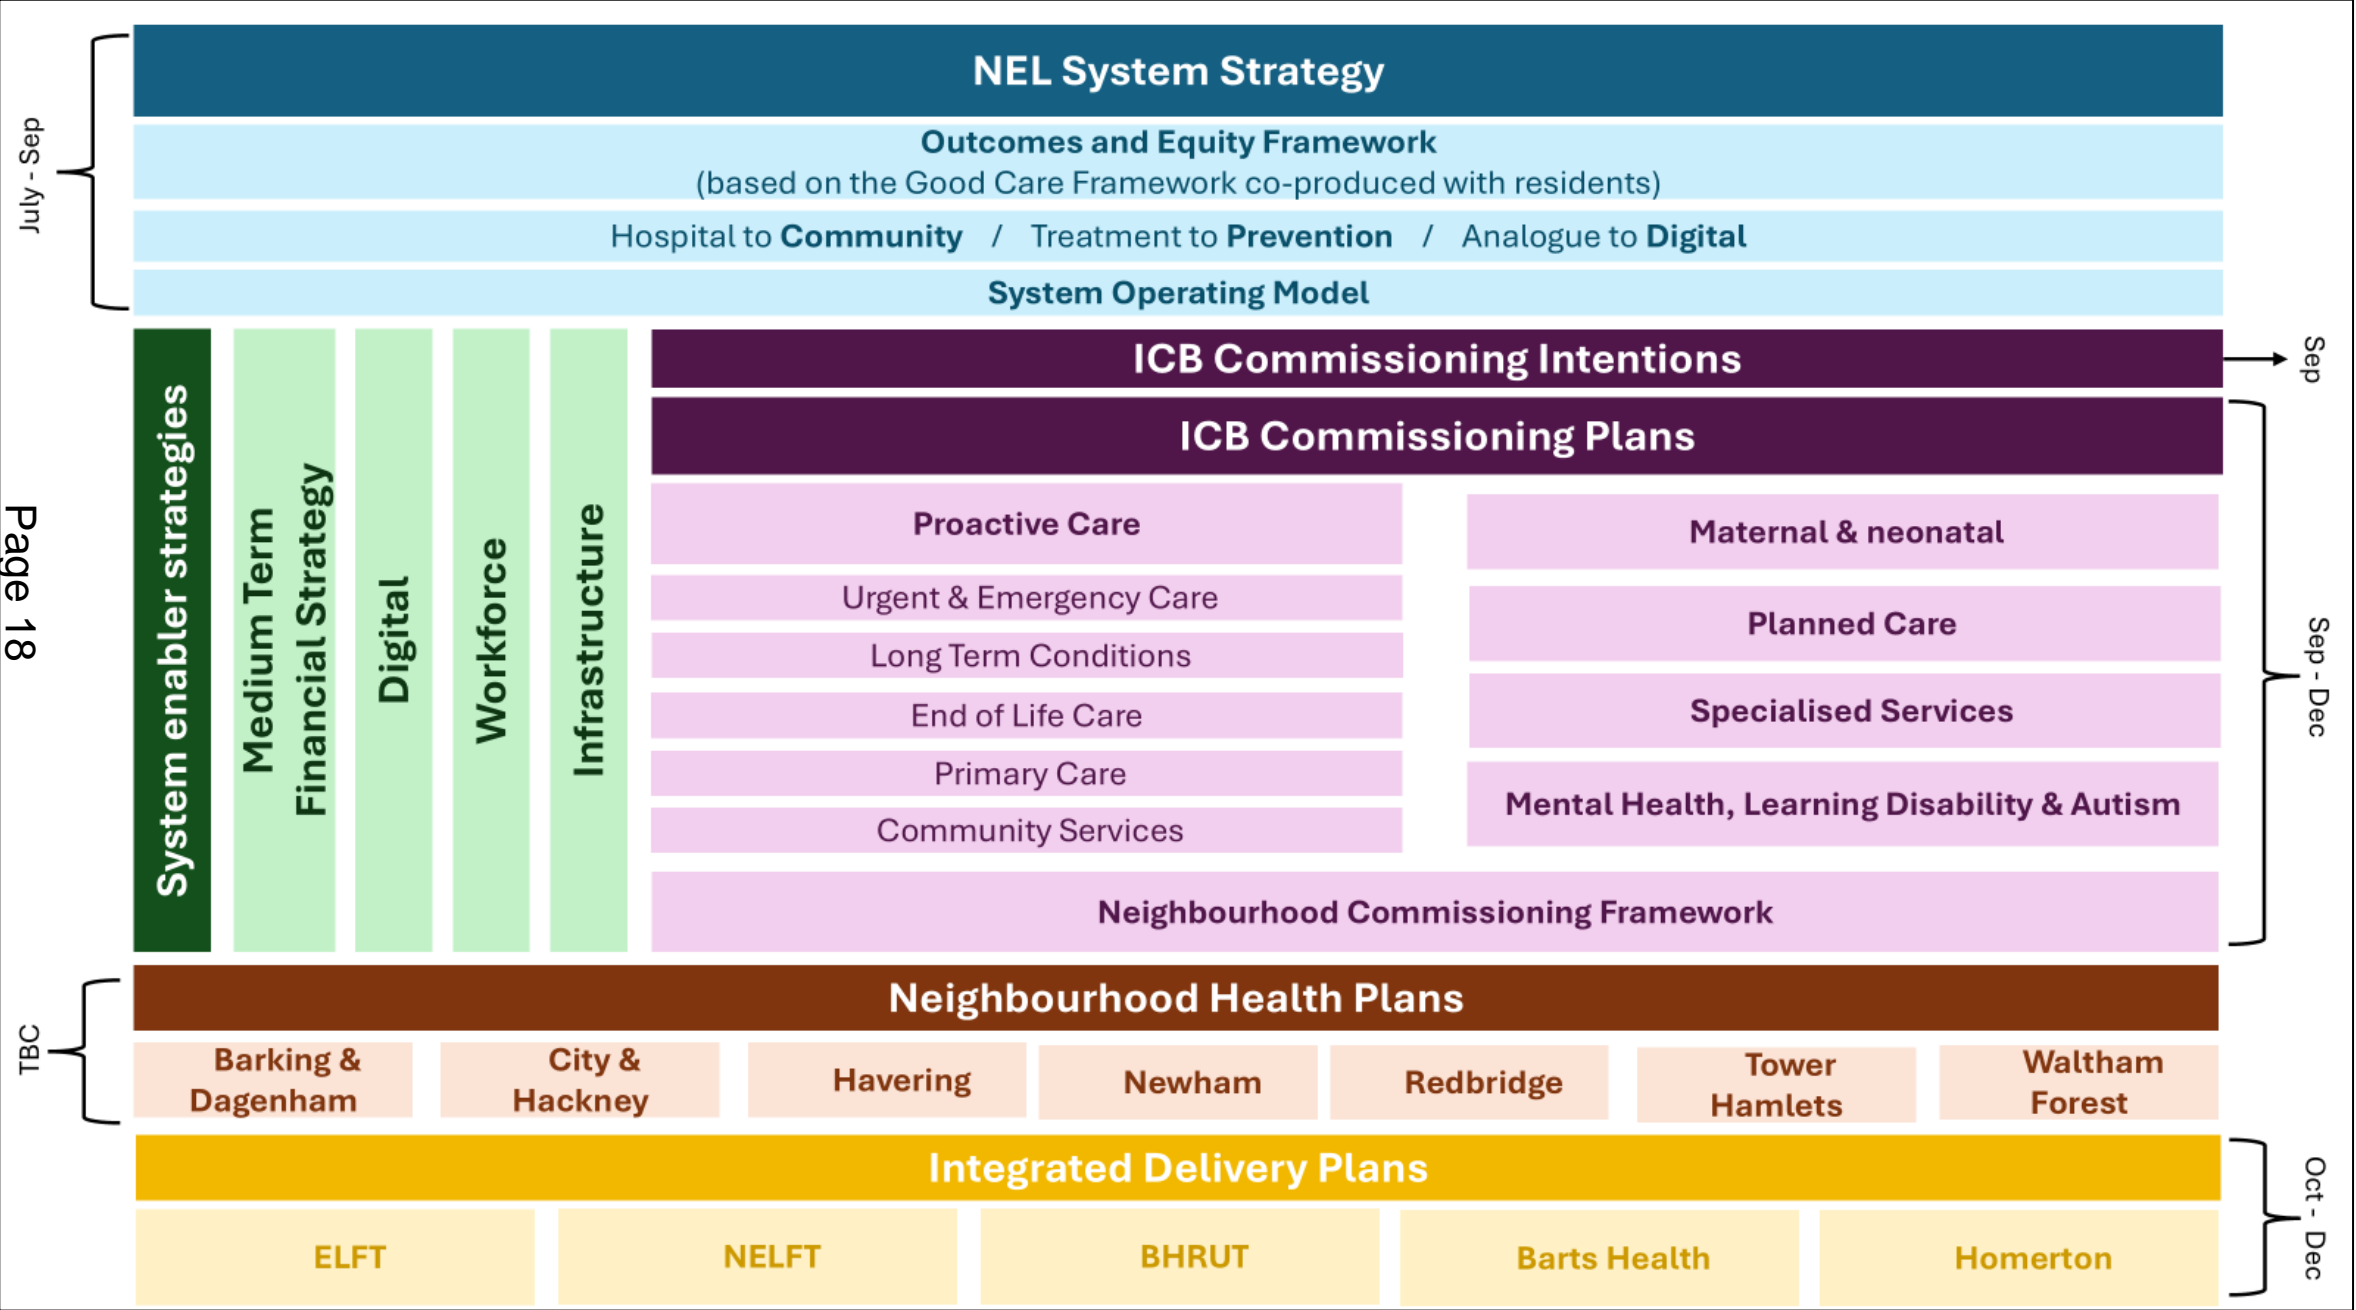 NEL System Strategy
Outcomes and Equity Framework
(based on the Good Care Framework co-produced with residents)
Hospital to Community / Treatment to Prevention / Analogue to Digital
System Operating Model
July - Sep
System enabler strategies
Medium Term
Financial Strategy
Digital
Workforce
Infrastructure
ICB Commissioning Intentions
Sep
ICB Commissioning Plans
Proactive Care
Urgent & Emergency Care
Long Term Conditions
End of Life Care
Primary Care
Community Services
Maternal & neonatal
Planned Care
Specialised Services
Mental Health, Learning Disability & Autism
Neighbourhood Commissioning Framework
Sep - Dec
Page 18
Neighbourhood Health Plans
TBC
Barking &
Dagenham
City &
Hackney
Havering
Newham
Redbridge
Tower
Hamlets
Waltham
Forest
Integrated Delivery Plans
Oct - Dec
ELFT
NELFT
BHRUT
Barts Health
Homerton